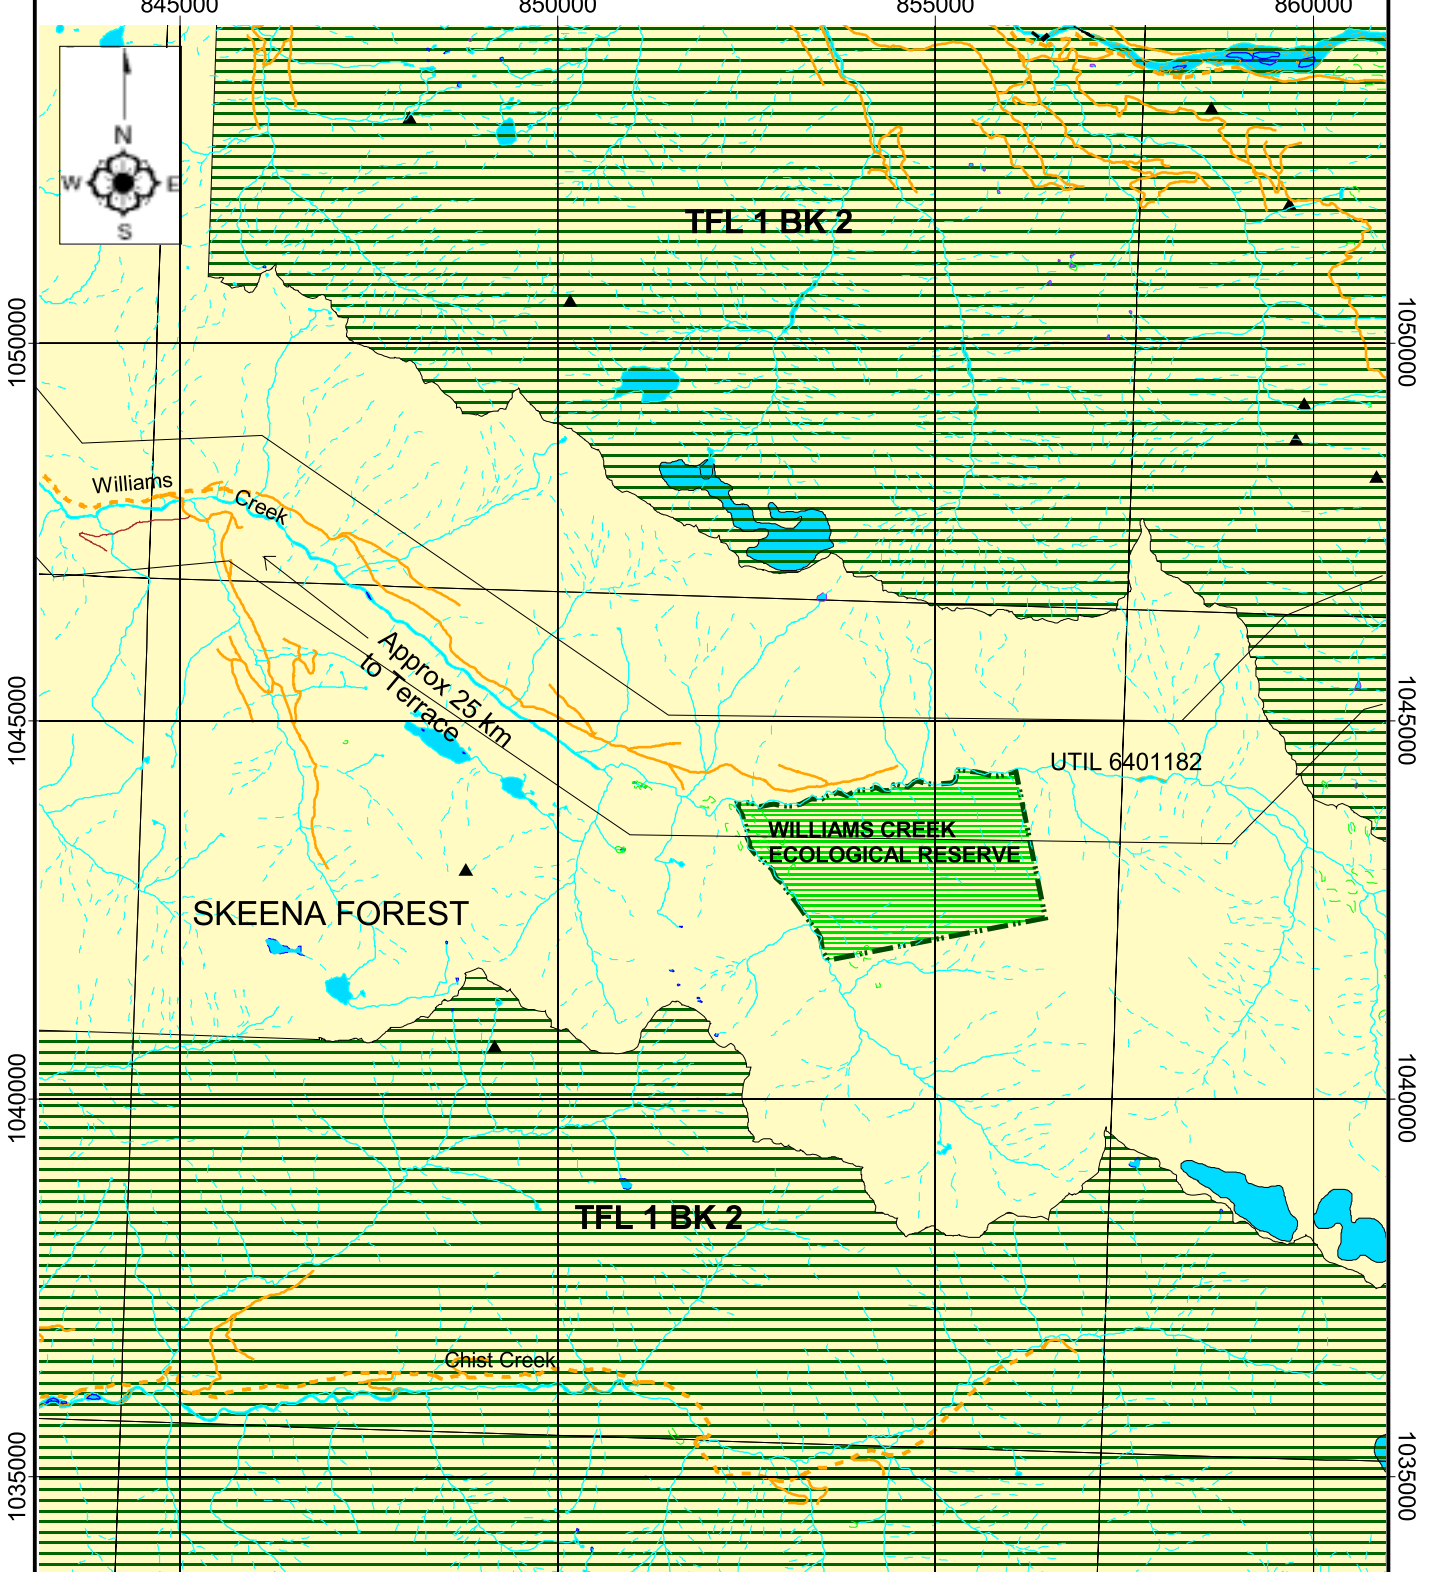 845000
850000
855000
860000
N
W
E
S
TFL 1 BK 2
1050000
1050000
Williams
Creek
Approx 25 km
to Terrace
1045000
1045000
UTIL 6401182
WILLIAMS CREEK
ECOLOGICAL RESERVE
SKEENA FOREST
1040000
1040000
TFL 1 BK 2
Chist Creek
1035000
1035000